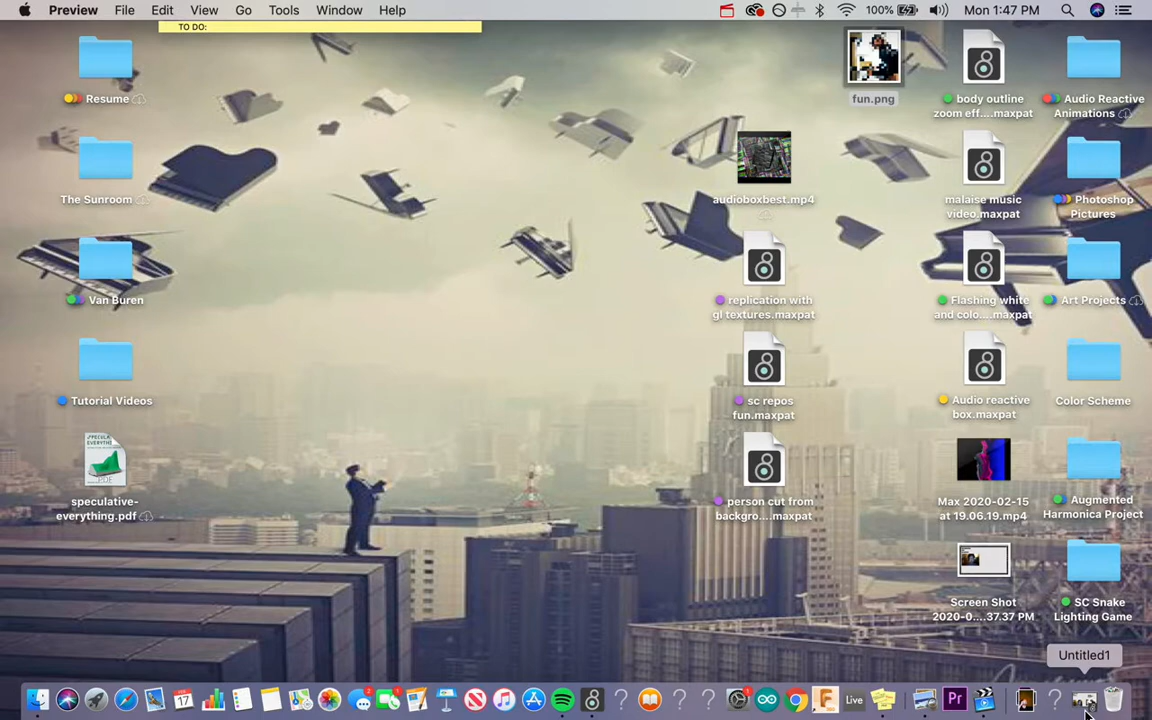 Preview File Edit View Go Tools Window Help
100% Mon 1:47 PM
TO DO:
Resume
The Sunroom
Van Buren
Tutorial Videos
SPECULA
EVERYTHI
speculative-
everything.pdf
fun.png
audioboxbest.mp4
replication with
gl textures.maxpat
sc repos
fun.maxpat
person cut from
backgro....maxpat
body outline
zoom eff....maxpat
malaise music
video.maxpat
Flashing white
and colo....maxpat
Audio reactive
box.maxpat
Max 2020-02-15
at 19.06.19.mp4
Screen Shot
2020-0....37.37 PM
Audio Reactive
Animations
Photoshop
Pictures
Art Projects
Color Scheme
Augmented
Harmonica Project
SC Snake
Lighting Game
Untitled1
17
Live
Pr